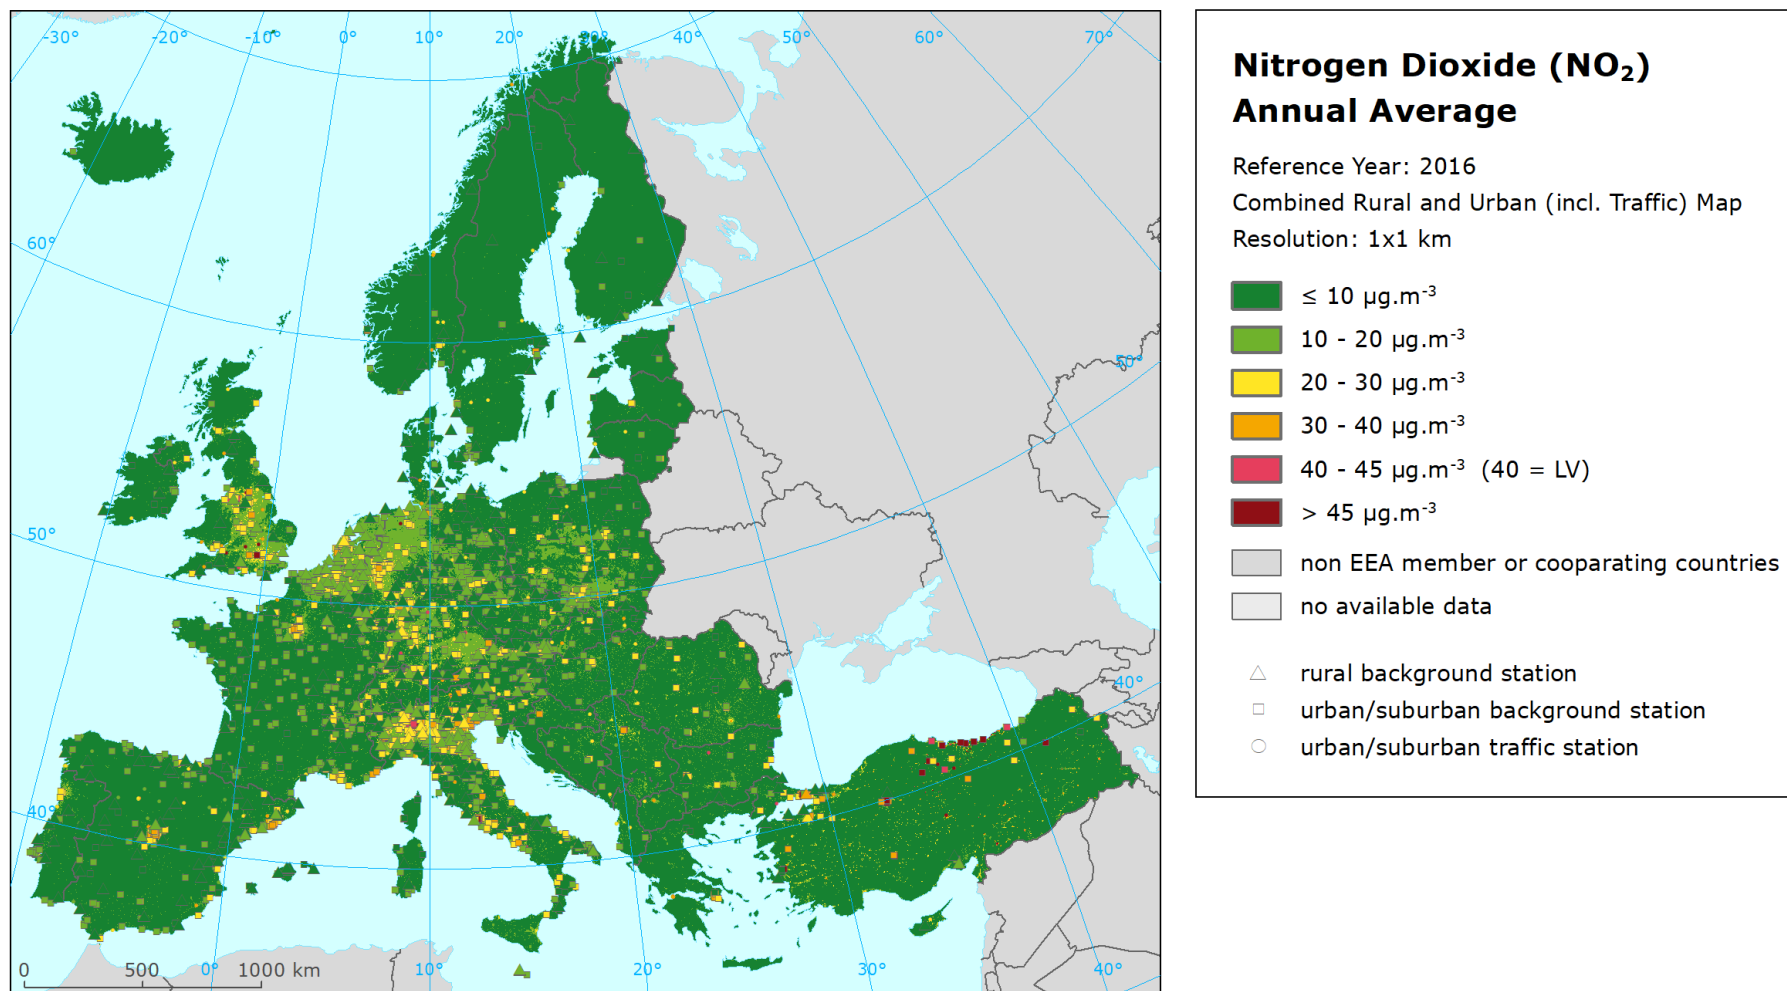 -30° -20° -10° 0° 10° 20° 30° 40° 50° 60° 70°
60°
50°
50°
40°
40°
0 500 1000 km
0° 10° 20° 30° 40°
Nitrogen Dioxide (NO₂)
Annual Average
Reference Year: 2016
Combined Rural and Urban (incl. Traffic) Map
Resolution: 1x1 km
≤ 10 µg.m⁻³
10 - 20 µg.m⁻³
20 - 30 µg.m⁻³
30 - 40 µg.m⁻³
40 - 45 µg.m⁻³ (40 = LV)
> 45 µg.m⁻³
non EEA member or cooparating countries
no available data
rural background station
urban/suburban background station
urban/suburban traffic station